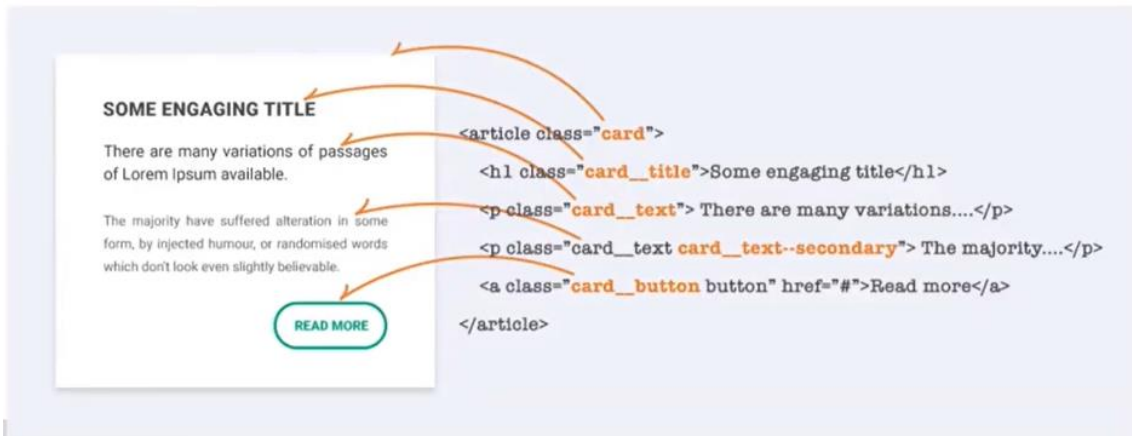 SOME ENGAGING TITLE
There are many variations of passages
of Lorem Ipsum available.
The majority have suffered alteration in some
form, by injected humour, or randomised words
which don't look even slightly believable.
READ MORE
<article class="card">
<h1 class="card__title">Some engaging title</h1>
<p class="card__text"> There are many variations....</p>
<p class="card__text card__text--secondary"> The majority....</p>
<a class="card__button button" href="#">Read more</a>
</article>